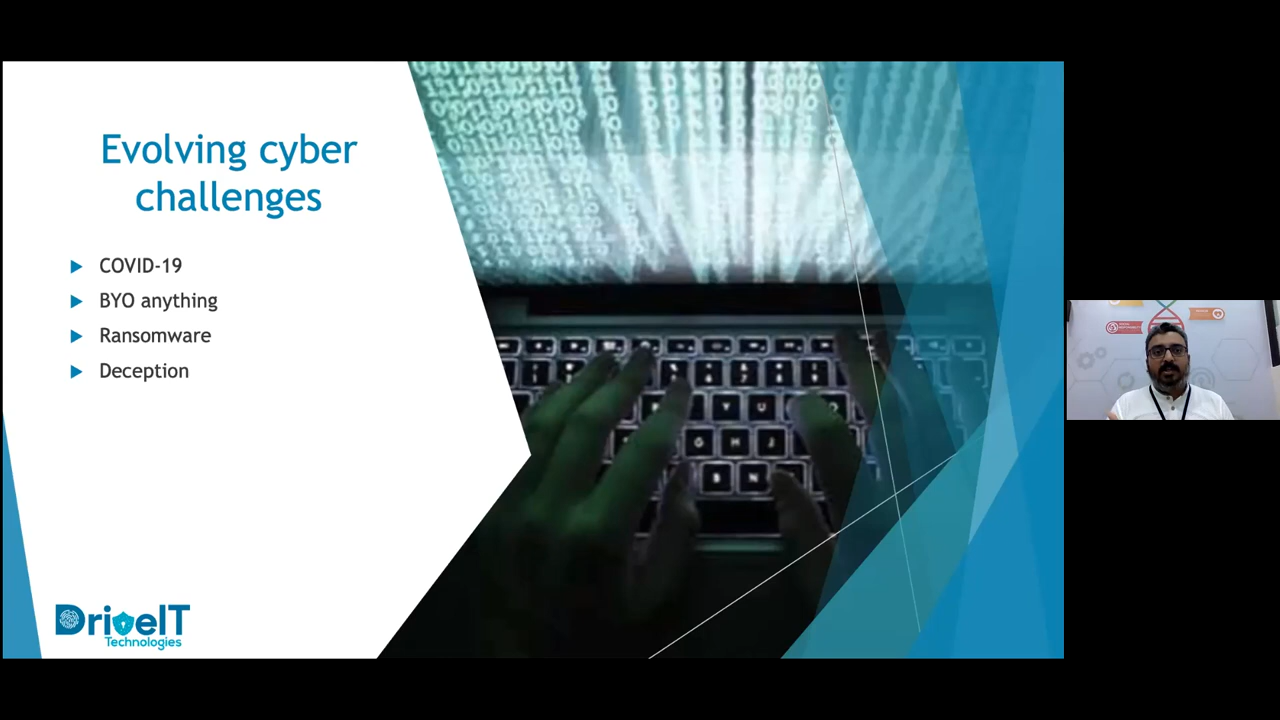 Evolving cyber
challenges
COVID-19
BYO anything
Ransomware
Deception
DriveIT
Technologies